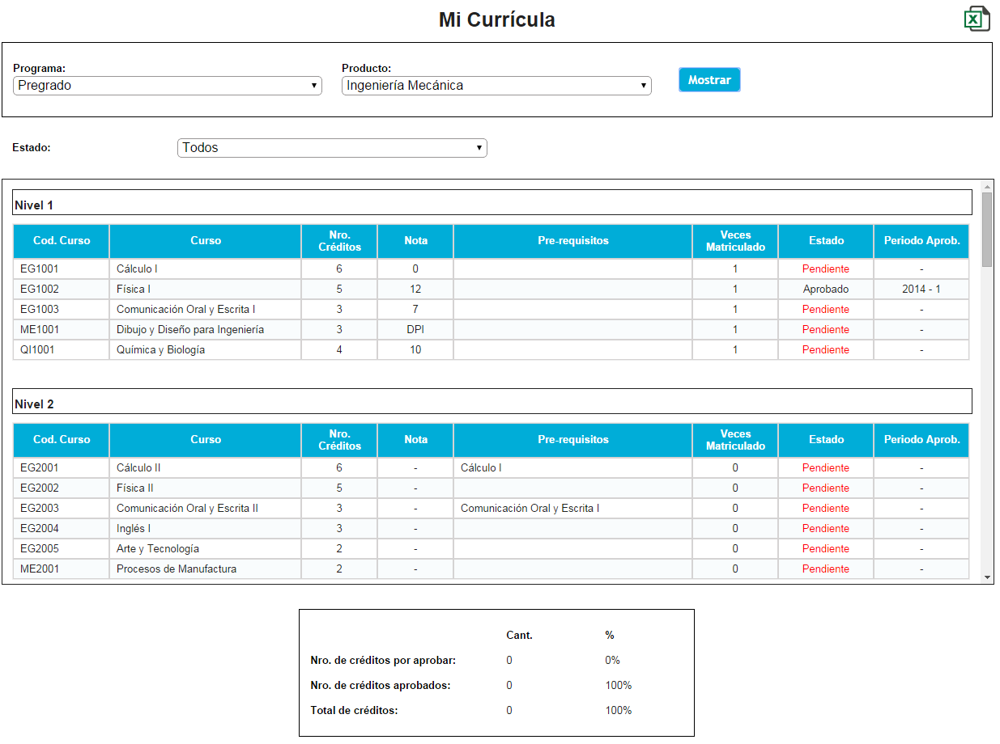 Mi Currícula
Programa: Producto:
Pregrado Ingeniería Mecánica Mostrar
Estado: Todos
Nivel 1
Cod. Curso Curso Nro. Créditos Nota Pre-requisitos Veces Matriculado Estado Periodo Aprob.
EG1001 Cálculo I 6 0 1 Pendiente -
EG1002 Física I 5 12 1 Aprobado 2014 - 1
EG1003 Comunicación Oral y Escrita I 3 7 1 Pendiente -
ME1001 Dibujo y Diseño para Ingeniería 3 DPI 1 Pendiente -
QI1001 Química y Biología 4 10 1 Pendiente -
Nivel 2
Cod. Curso Curso Nro. Créditos Nota Pre-requisitos Veces Matriculado Estado Periodo Aprob.
EG2001 Cálculo II 6 - Cálculo I 0 Pendiente -
EG2002 Física II 5 - 0 Pendiente -
EG2003 Comunicación Oral y Escrita II 3 - Comunicación Oral y Escrita I 0 Pendiente -
EG2004 Inglés I 3 - 0 Pendiente -
EG2005 Arte y Tecnología 2 - 0 Pendiente -
ME2001 Procesos de Manufactura 2 - 0 Pendiente -
Cant. %
Nro. de créditos por aprobar: 0 0%
Nro. de créditos aprobados: 0 100%
Total de créditos: 0 100%